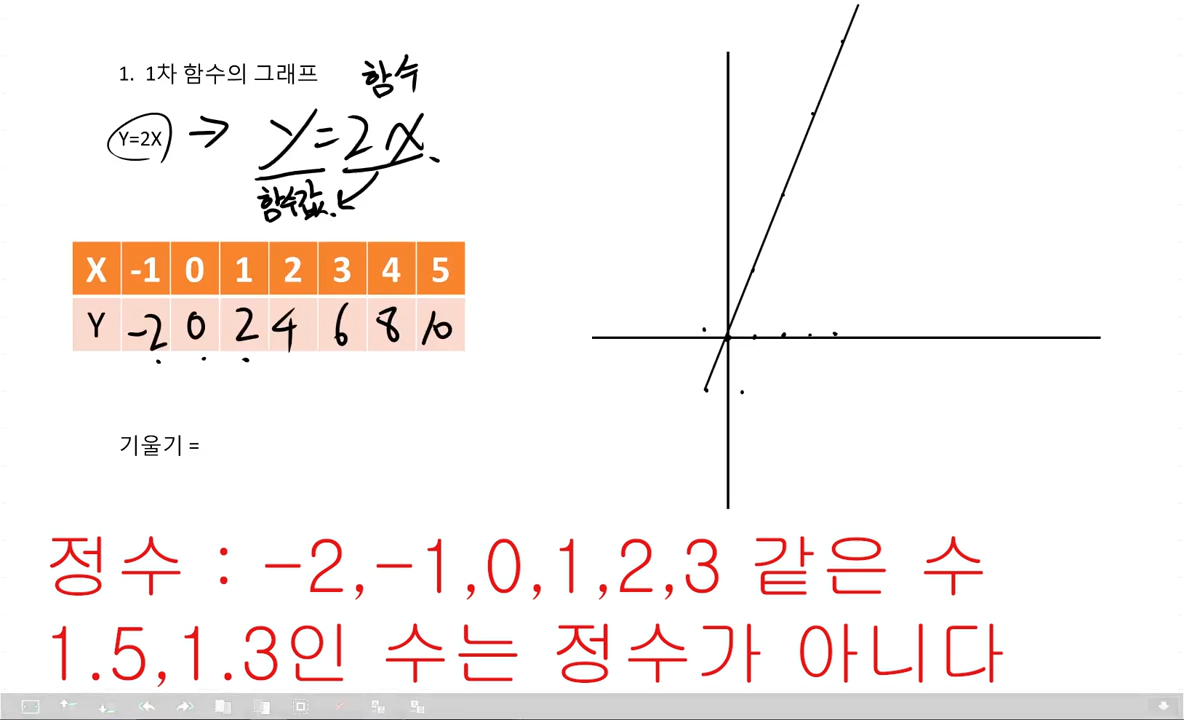 1. 1차 함수의 그래프
함수
Y=2X → y=2x.
함수값.
X -1 0 1 2 3 4 5
Y -2 0 2 4 6 8 10
기울기 =
정수 : -2,-1,0,1,2,3 같은 수
1.5,1.3인 수는 정수가 아니다